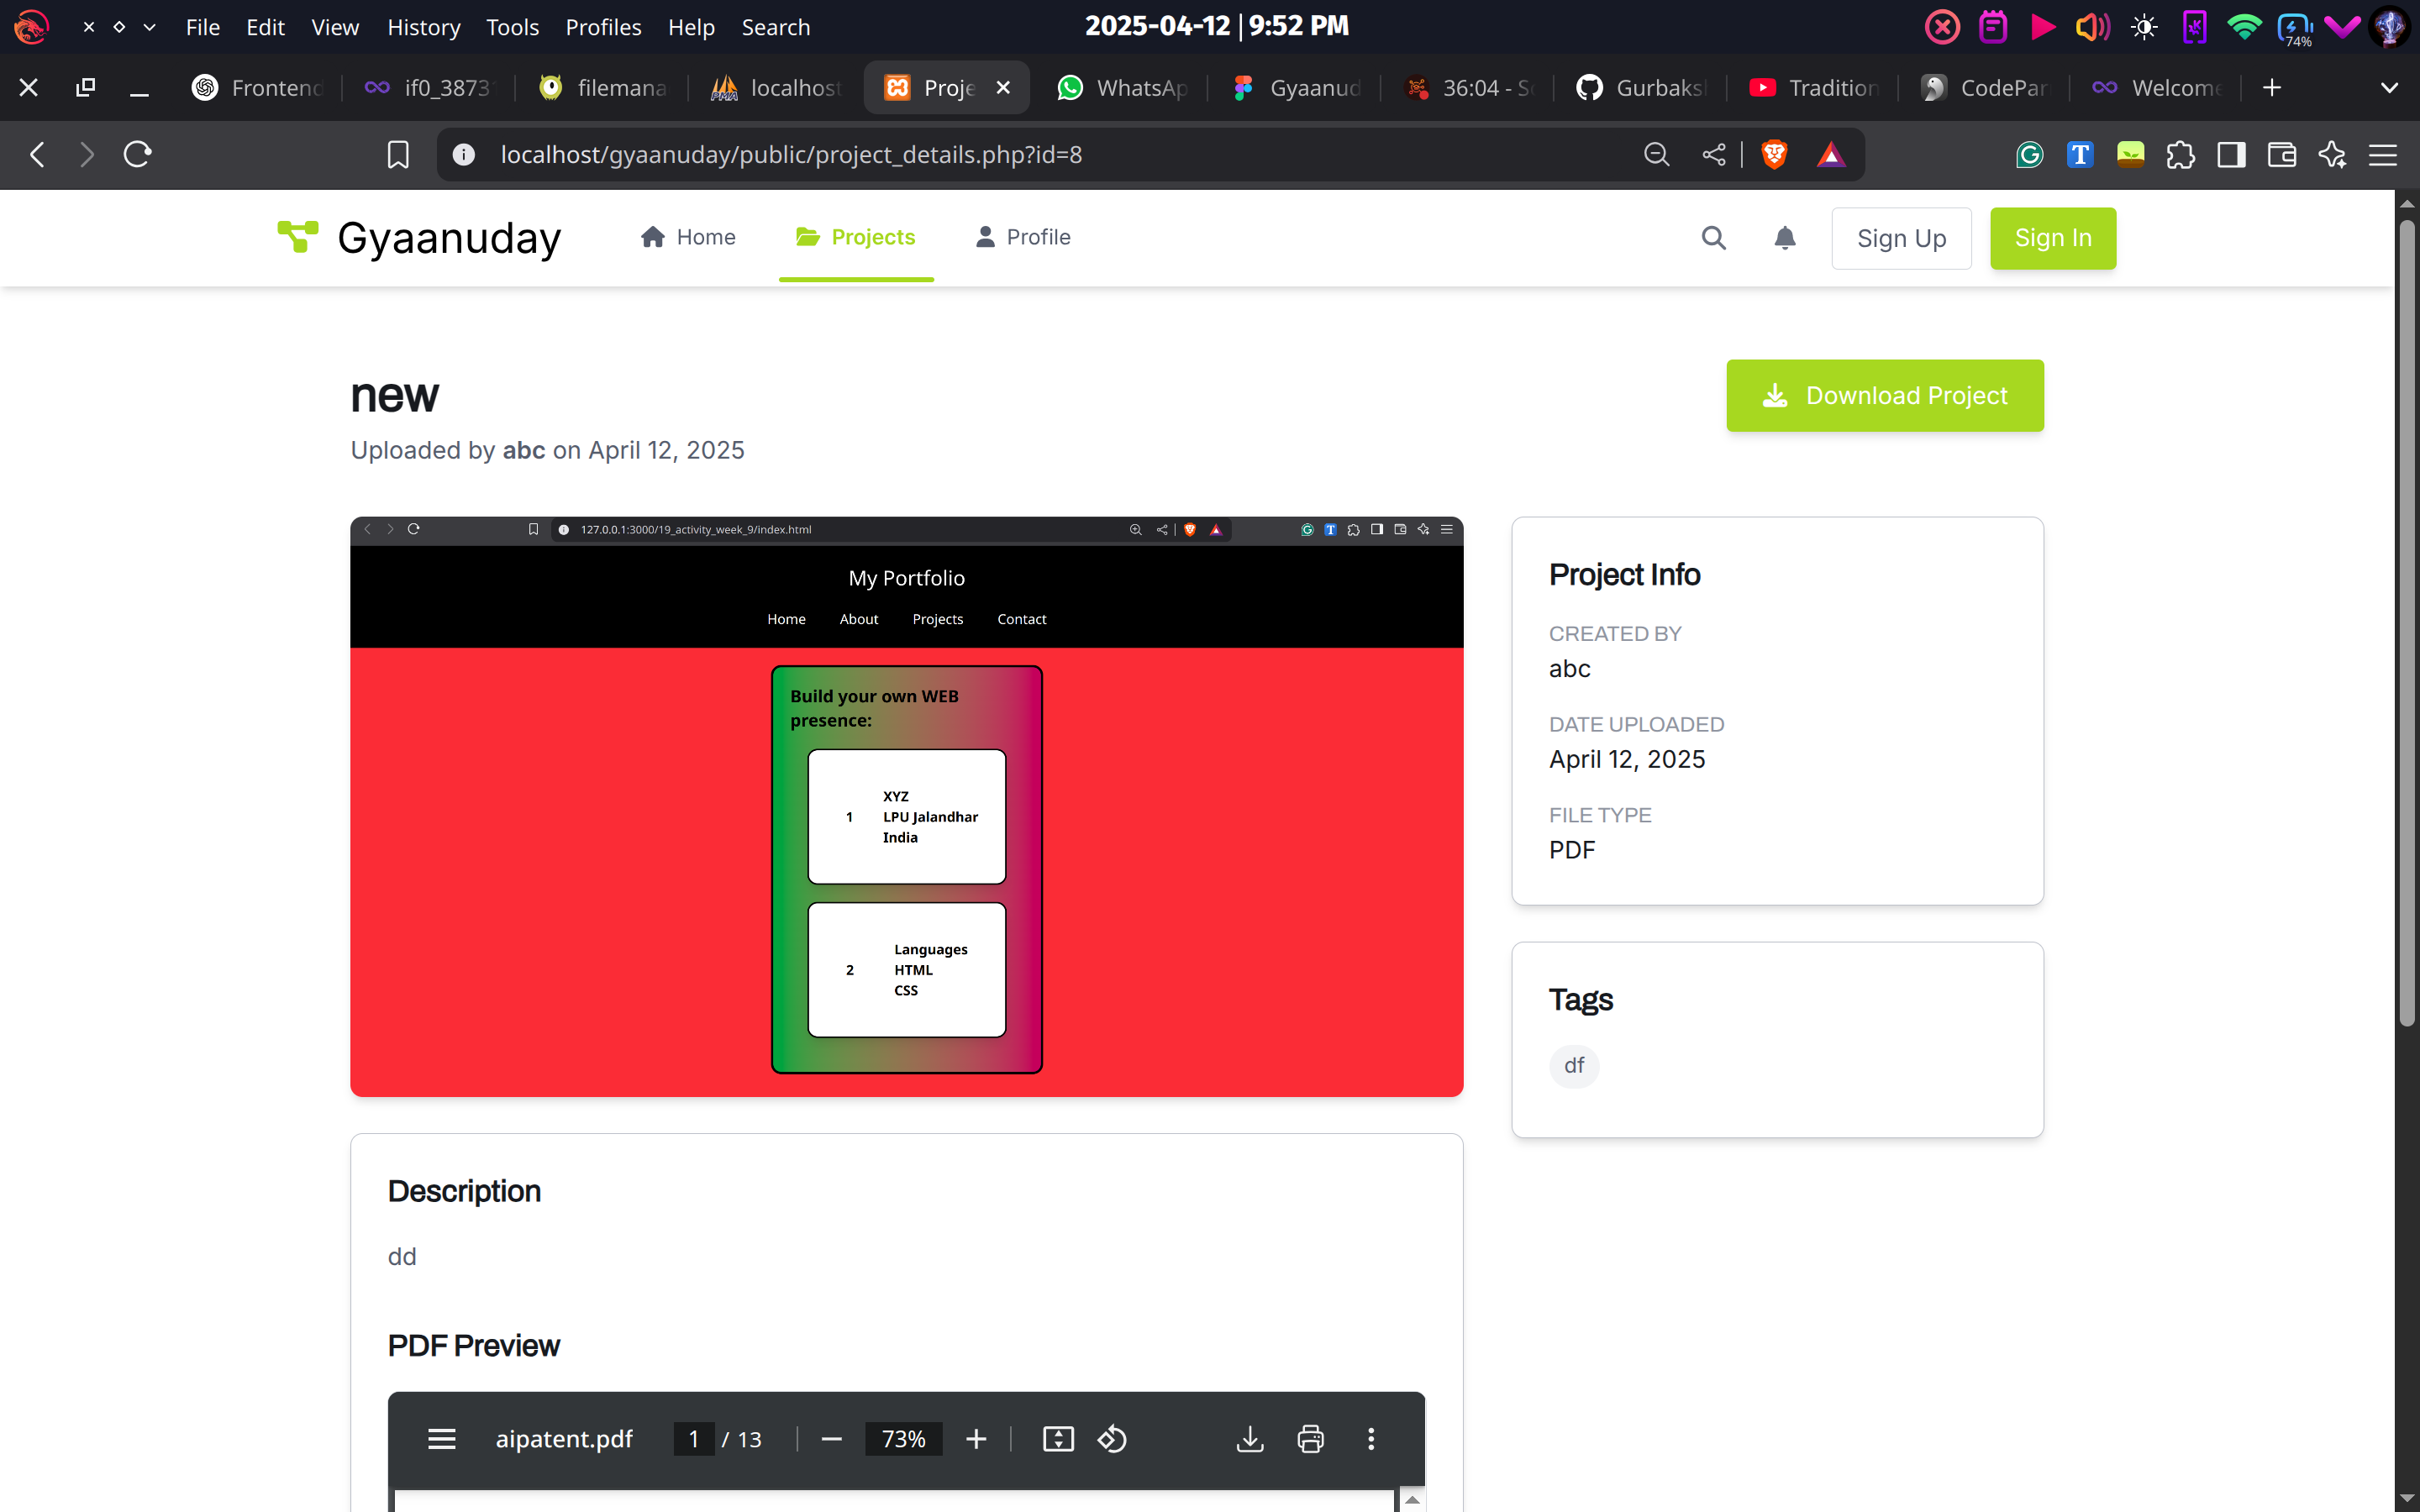 File Edit View History Tools Profiles Help Search
2025-04-12 | 9:52 PM
74%
Frontend
if0_3873
filemana
localhost
Proje
WhatsAp
Gyaanud
36:04 - Sc
Gurbaks
Tradition
CodePar
Welcome
localhost/gyaanuday/public/project_details.php?id=8
Gyaanuday
Home
Projects
Profile
Sign Up
Sign In
new
Uploaded by abc on April 12, 2025
Download Project
127.0.0.1:3000/19_activity_week_9/index.html
My Portfolio
Home About Projects Contact
Build your own WEB
presence:
1
XYZ
LPU Jalandhar
India
2
Languages
HTML
CSS
Project Info
CREATED BY
abc
DATE UPLOADED
April 12, 2025
FILE TYPE
PDF
Tags
df
Description
dd
PDF Preview
aipatent.pdf 1 / 13 73%